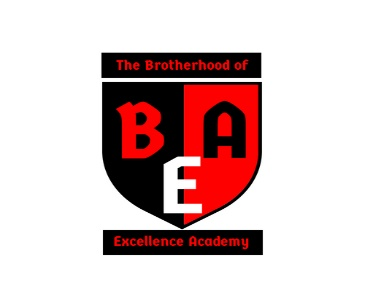 The Brotherhood of
B A
E
Excellence Academy